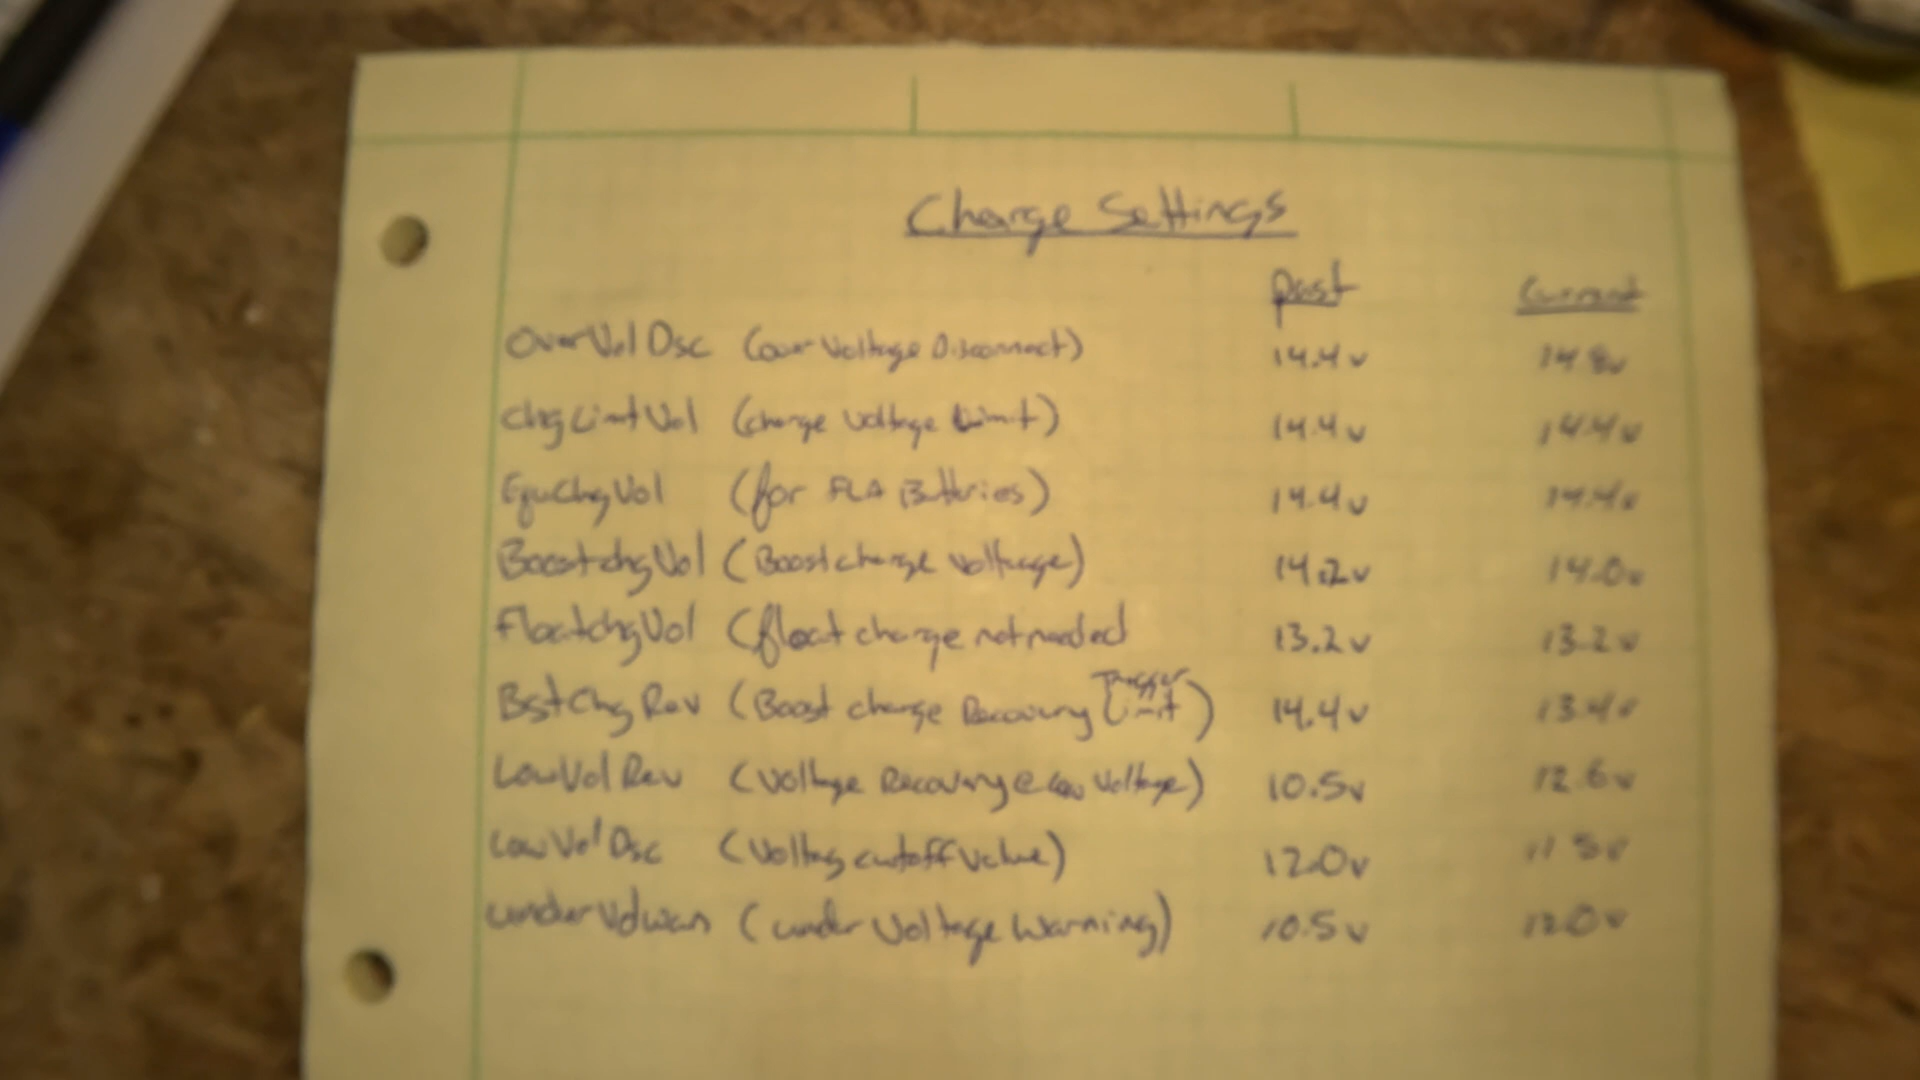 Charge Settings
past Current
OverVolDsc (over Voltage Disconnect) 14.4v 14.8v
ChgLimtVol (charge voltage Limit) 14.4v 14.4v
EquChgVol (for FLA Batteries) 14.4v 14.4v
BoostchgVol (Boost charge voltage) 14.2v 14.0v
FloatchgVol (float charge not needed 13.2v 13.2v
BstChgRev (Boost charge Recovery Trigger Limit) 14.4v 13.4v
LowVolRev (Voltage Recovery @ low voltage) 10.5v 12.6v
LowVolDsc (Voltag cutoff value) 12.0v
underVolWan (under Voltage Warning) 10.5v 12.0v